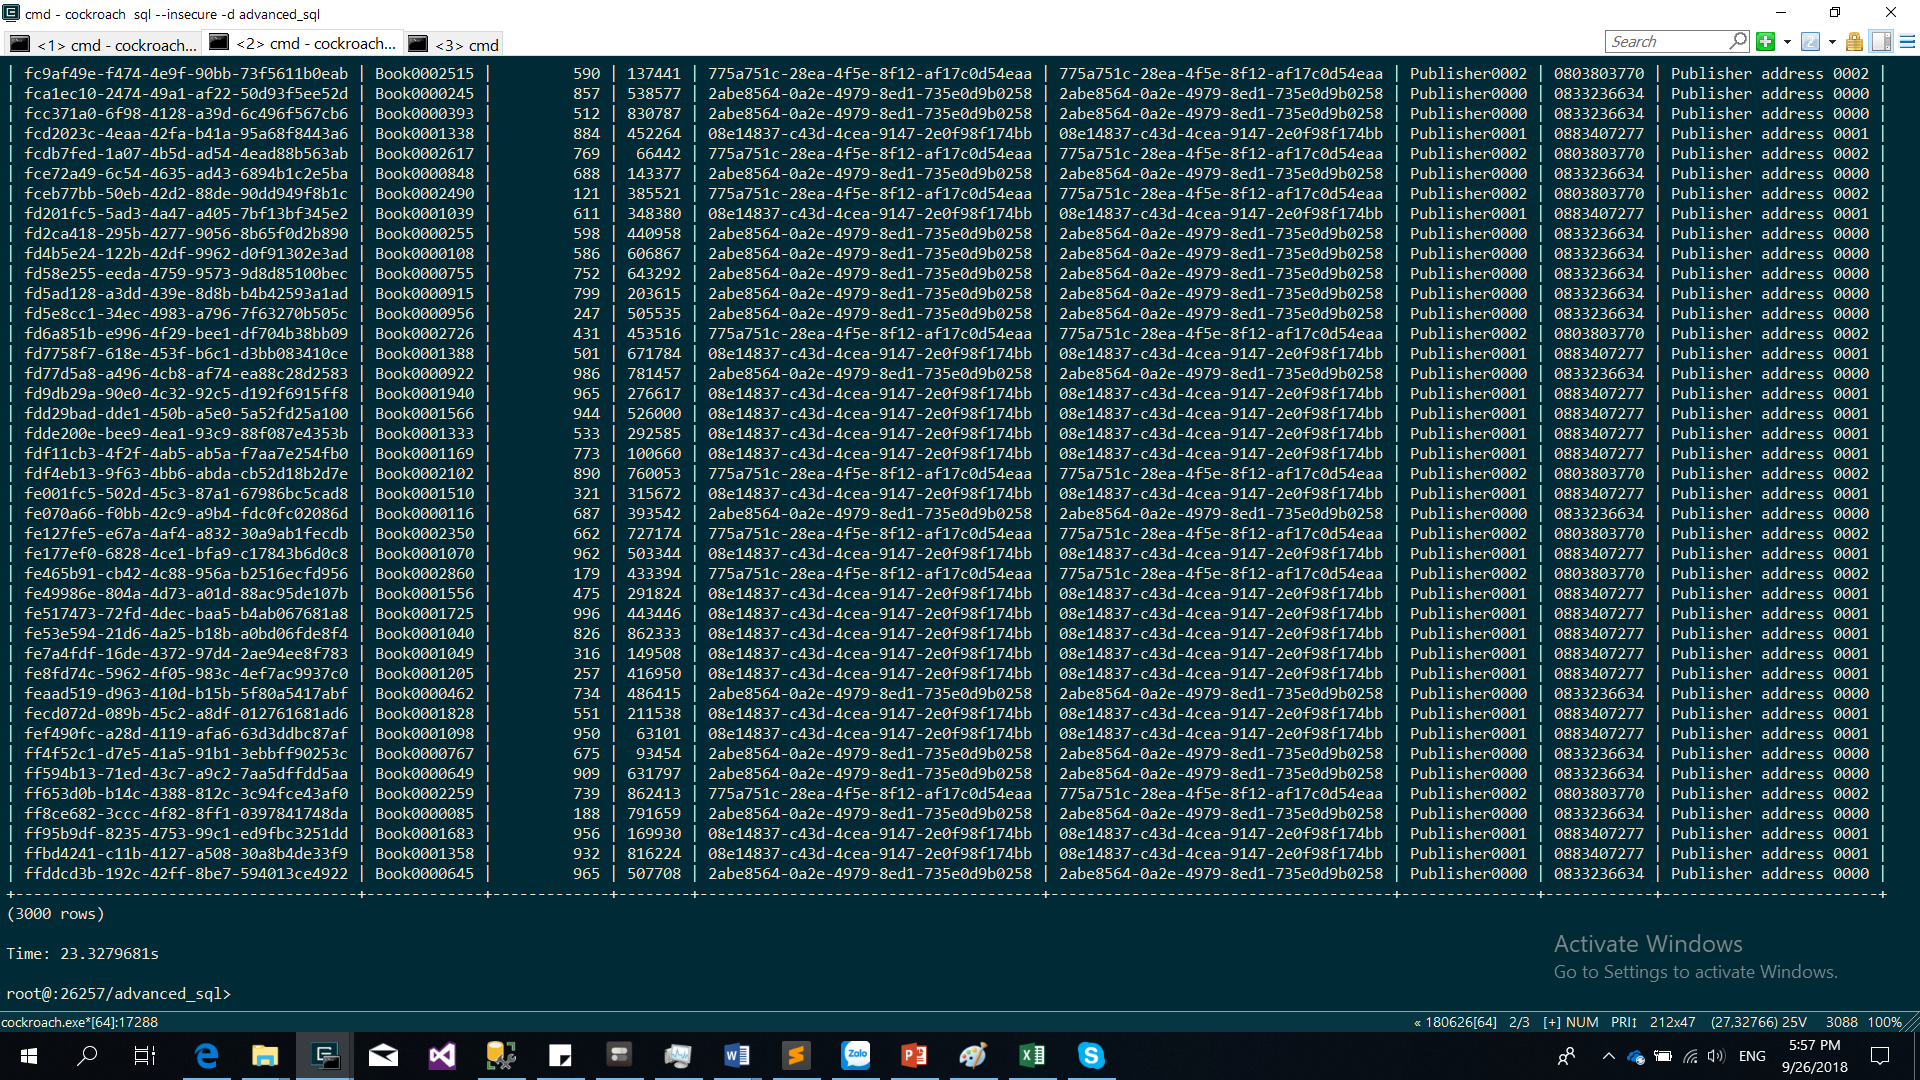 cmd - cockroach  sql --insecure -d advanced_sql
<1> cmd - cockroach... <2> cmd - cockroach... <3> cmd Search
| fc9af49e-f474-4e9f-90bb-73f5611b0eab | Book0002515 | 590 | 137441 | 775a751c-28ea-4f5e-8f12-af17c0d54eaa | 775a751c-28ea-4f5e-8f12-af17c0d54eaa | Publisher0002 | 0803803770 | Publisher address 0002 |
| fca1ec10-2474-49a1-af22-50d93f5ee52d | Book0000245 | 857 | 538577 | 2abe8564-0a2e-4979-8ed1-735e0d9b0258 | 2abe8564-0a2e-4979-8ed1-735e0d9b0258 | Publisher0000 | 0833236634 | Publisher address 0000 |
| fcc371a0-6f98-4128-a39d-6c496f567cb6 | Book0000393 | 512 | 830787 | 2abe8564-0a2e-4979-8ed1-735e0d9b0258 | 2abe8564-0a2e-4979-8ed1-735e0d9b0258 | Publisher0000 | 0833236634 | Publisher address 0000 |
| fcd2023c-4eaa-42fa-b41a-95a68f8443a6 | Book0001338 | 884 | 452264 | 08e14837-c43d-4cea-9147-2e0f98f174bb | 08e14837-c43d-4cea-9147-2e0f98f174bb | Publisher0001 | 0883407277 | Publisher address 0001 |
| fcdb7fed-1a07-4b5d-ad54-4ead88b563ab | Book0002617 | 769 | 66442 | 775a751c-28ea-4f5e-8f12-af17c0d54eaa | 775a751c-28ea-4f5e-8f12-af17c0d54eaa | Publisher0002 | 0803803770 | Publisher address 0002 |
| fce72a49-6c54-4635-ad43-6894b1c2e5ba | Book0000848 | 688 | 143377 | 2abe8564-0a2e-4979-8ed1-735e0d9b0258 | 2abe8564-0a2e-4979-8ed1-735e0d9b0258 | Publisher0000 | 0833236634 | Publisher address 0000 |
| fceb77bb-50eb-42d2-88de-90dd949f8b1c | Book0002490 | 121 | 385521 | 775a751c-28ea-4f5e-8f12-af17c0d54eaa | 775a751c-28ea-4f5e-8f12-af17c0d54eaa | Publisher0002 | 0803803770 | Publisher address 0002 |
| fd201fc5-5ad3-4a47-a405-7bf13bf345e2 | Book0001039 | 611 | 348380 | 08e14837-c43d-4cea-9147-2e0f98f174bb | 08e14837-c43d-4cea-9147-2e0f98f174bb | Publisher0001 | 0883407277 | Publisher address 0001 |
| fd2ca418-295b-4277-9056-8b65f0d2b890 | Book0000255 | 598 | 440958 | 2abe8564-0a2e-4979-8ed1-735e0d9b0258 | 2abe8564-0a2e-4979-8ed1-735e0d9b0258 | Publisher0000 | 0833236634 | Publisher address 0000 |
| fd4b5e24-122b-42df-9962-d0f91302e3ad | Book0000108 | 586 | 606867 | 2abe8564-0a2e-4979-8ed1-735e0d9b0258 | 2abe8564-0a2e-4979-8ed1-735e0d9b0258 | Publisher0000 | 0833236634 | Publisher address 0000 |
| fd58e255-eeda-4759-9573-9d8d85100bec | Book0000755 | 752 | 643292 | 2abe8564-0a2e-4979-8ed1-735e0d9b0258 | 2abe8564-0a2e-4979-8ed1-735e0d9b0258 | Publisher0000 | 0833236634 | Publisher address 0000 |
| fd5ad128-a3dd-439e-8d8b-b4b42593a1ad | Book0000915 | 799 | 203615 | 2abe8564-0a2e-4979-8ed1-735e0d9b0258 | 2abe8564-0a2e-4979-8ed1-735e0d9b0258 | Publisher0000 | 0833236634 | Publisher address 0000 |
| fd5e8cc1-34ec-4983-a796-7f63270b505c | Book0000956 | 247 | 505535 | 2abe8564-0a2e-4979-8ed1-735e0d9b0258 | 2abe8564-0a2e-4979-8ed1-735e0d9b0258 | Publisher0000 | 0833236634 | Publisher address 0000 |
| fd6a851b-e996-4f29-bee1-df704b38bb09 | Book0002726 | 431 | 453516 | 775a751c-28ea-4f5e-8f12-af17c0d54eaa | 775a751c-28ea-4f5e-8f12-af17c0d54eaa | Publisher0002 | 0803803770 | Publisher address 0002 |
| fd7758f7-618e-453f-b6c1-d3bb083410ce | Book0001388 | 501 | 671784 | 08e14837-c43d-4cea-9147-2e0f98f174bb | 08e14837-c43d-4cea-9147-2e0f98f174bb | Publisher0001 | 0883407277 | Publisher address 0001 |
| fd77d5a8-a496-4cb8-af74-ea88c28d2583 | Book0000922 | 986 | 781457 | 2abe8564-0a2e-4979-8ed1-735e0d9b0258 | 2abe8564-0a2e-4979-8ed1-735e0d9b0258 | Publisher0000 | 0833236634 | Publisher address 0000 |
| fd9db29a-90e0-4c32-92c5-d192f6915ff8 | Book0001940 | 965 | 276617 | 08e14837-c43d-4cea-9147-2e0f98f174bb | 08e14837-c43d-4cea-9147-2e0f98f174bb | Publisher0001 | 0883407277 | Publisher address 0001 |
| fdd29bad-dde1-450b-a5e0-5a52fd25a100 | Book0001566 | 944 | 526000 | 08e14837-c43d-4cea-9147-2e0f98f174bb | 08e14837-c43d-4cea-9147-2e0f98f174bb | Publisher0001 | 0883407277 | Publisher address 0001 |
| fdde200e-bee9-4ea1-93c9-88f087e4353b | Book0001333 | 533 | 292585 | 08e14837-c43d-4cea-9147-2e0f98f174bb | 08e14837-c43d-4cea-9147-2e0f98f174bb | Publisher0001 | 0883407277 | Publisher address 0001 |
| fdf11cb3-4f2f-4ab5-ab5a-f7aa7e254fb0 | Book0001169 | 773 | 100660 | 08e14837-c43d-4cea-9147-2e0f98f174bb | 08e14837-c43d-4cea-9147-2e0f98f174bb | Publisher0001 | 0883407277 | Publisher address 0001 |
| fdf4eb13-9f63-4bb6-abda-cb52d18b2d7e | Book0002102 | 890 | 760053 | 775a751c-28ea-4f5e-8f12-af17c0d54eaa | 775a751c-28ea-4f5e-8f12-af17c0d54eaa | Publisher0002 | 0803803770 | Publisher address 0002 |
| fe001fc5-502d-45c3-87a1-67986bc5cad8 | Book0001510 | 321 | 315672 | 08e14837-c43d-4cea-9147-2e0f98f174bb | 08e14837-c43d-4cea-9147-2e0f98f174bb | Publisher0001 | 0883407277 | Publisher address 0001 |
| fe070a66-f0bb-42c9-a9b4-fdc0fc02086d | Book0000116 | 687 | 393542 | 2abe8564-0a2e-4979-8ed1-735e0d9b0258 | 2abe8564-0a2e-4979-8ed1-735e0d9b0258 | Publisher0000 | 0833236634 | Publisher address 0000 |
| fe127fe5-e67a-4af4-a832-30a9ab1fecdb | Book0002350 | 662 | 727174 | 775a751c-28ea-4f5e-8f12-af17c0d54eaa | 775a751c-28ea-4f5e-8f12-af17c0d54eaa | Publisher0002 | 0803803770 | Publisher address 0002 |
| fe177ef0-6828-4ce1-bfa9-c17843b6d0c8 | Book0001070 | 962 | 503344 | 08e14837-c43d-4cea-9147-2e0f98f174bb | 08e14837-c43d-4cea-9147-2e0f98f174bb | Publisher0001 | 0883407277 | Publisher address 0001 |
| fe465b91-cb42-4c88-956a-b2516ecfd956 | Book0002860 | 179 | 433394 | 775a751c-28ea-4f5e-8f12-af17c0d54eaa | 775a751c-28ea-4f5e-8f12-af17c0d54eaa | Publisher0002 | 0803803770 | Publisher address 0002 |
| fe49986e-804a-4d73-a01d-88ac95de107b | Book0001556 | 475 | 291824 | 08e14837-c43d-4cea-9147-2e0f98f174bb | 08e14837-c43d-4cea-9147-2e0f98f174bb | Publisher0001 | 0883407277 | Publisher address 0001 |
| fe517473-72fd-4dec-baa5-b4ab067681a8 | Book0001725 | 996 | 443446 | 08e14837-c43d-4cea-9147-2e0f98f174bb | 08e14837-c43d-4cea-9147-2e0f98f174bb | Publisher0001 | 0883407277 | Publisher address 0001 |
| fe53e594-21d6-4a25-b18b-a0bd06fde8f4 | Book0001040 | 826 | 862333 | 08e14837-c43d-4cea-9147-2e0f98f174bb | 08e14837-c43d-4cea-9147-2e0f98f174bb | Publisher0001 | 0883407277 | Publisher address 0001 |
| fe7a4fdf-16de-4372-97d4-2ae94ee8f783 | Book0001049 | 316 | 149508 | 08e14837-c43d-4cea-9147-2e0f98f174bb | 08e14837-c43d-4cea-9147-2e0f98f174bb | Publisher0001 | 0883407277 | Publisher address 0001 |
| fe8fd74c-5962-4f05-983c-4ef7ac9937c0 | Book0001205 | 257 | 416950 | 08e14837-c43d-4cea-9147-2e0f98f174bb | 08e14837-c43d-4cea-9147-2e0f98f174bb | Publisher0001 | 0883407277 | Publisher address 0001 |
| feaad519-d963-410d-b15b-5f80a5417abf | Book0000462 | 734 | 486415 | 2abe8564-0a2e-4979-8ed1-735e0d9b0258 | 2abe8564-0a2e-4979-8ed1-735e0d9b0258 | Publisher0000 | 0833236634 | Publisher address 0000 |
| fecd072d-089b-45c2-a8df-012761681ad6 | Book0001828 | 551 | 211538 | 08e14837-c43d-4cea-9147-2e0f98f174bb | 08e14837-c43d-4cea-9147-2e0f98f174bb | Publisher0001 | 0883407277 | Publisher address 0001 |
| fef490fc-a28d-4119-afa6-63d3ddbc87af | Book0001098 | 950 | 63101 | 08e14837-c43d-4cea-9147-2e0f98f174bb | 08e14837-c43d-4cea-9147-2e0f98f174bb | Publisher0001 | 0883407277 | Publisher address 0001 |
| ff4f52c1-d7e5-41a5-91b1-3ebbff90253c | Book0000767 | 675 | 93454 | 2abe8564-0a2e-4979-8ed1-735e0d9b0258 | 2abe8564-0a2e-4979-8ed1-735e0d9b0258 | Publisher0000 | 0833236634 | Publisher address 0000 |
| ff594b13-71ed-43c7-a9c2-7aa5dffdd5aa | Book0000649 | 909 | 631797 | 2abe8564-0a2e-4979-8ed1-735e0d9b0258 | 2abe8564-0a2e-4979-8ed1-735e0d9b0258 | Publisher0000 | 0833236634 | Publisher address 0000 |
| ff653d0b-b14c-4388-812c-3c94fce43af0 | Book0002259 | 739 | 862413 | 775a751c-28ea-4f5e-8f12-af17c0d54eaa | 775a751c-28ea-4f5e-8f12-af17c0d54eaa | Publisher0002 | 0803803770 | Publisher address 0002 |
| ff8ce682-3ccc-4f82-8ff1-0397841748da | Book0000085 | 188 | 791659 | 2abe8564-0a2e-4979-8ed1-735e0d9b0258 | 2abe8564-0a2e-4979-8ed1-735e0d9b0258 | Publisher0000 | 0833236634 | Publisher address 0000 |
| ff95b9df-8235-4753-99c1-ed9fbc3251dd | Book0001683 | 956 | 169930 | 08e14837-c43d-4cea-9147-2e0f98f174bb | 08e14837-c43d-4cea-9147-2e0f98f174bb | Publisher0001 | 0883407277 | Publisher address 0001 |
| ffbd4241-c11b-4127-a508-30a8b4de33f9 | Book0001358 | 932 | 816224 | 08e14837-c43d-4cea-9147-2e0f98f174bb | 08e14837-c43d-4cea-9147-2e0f98f174bb | Publisher0001 | 0883407277 | Publisher address 0001 |
| ffddcd3b-192c-42ff-8be7-594013ce4922 | Book0000645 | 965 | 507708 | 2abe8564-0a2e-4979-8ed1-735e0d9b0258 | 2abe8564-0a2e-4979-8ed1-735e0d9b0258 | Publisher0000 | 0833236634 | Publisher address 0000 |
(3000 rows)
Time: 23.3279681s
Activate Windows
Go to Settings to activate Windows.
root@:26257/advanced_sql>
cockroach.exe*[64]:17288 « 180626[64] 2/3 [+] NUM PRI↕ 212x47 (27,32766) 25V 3088 100%
Zalo ENG 5:57 PM
9/26/2018